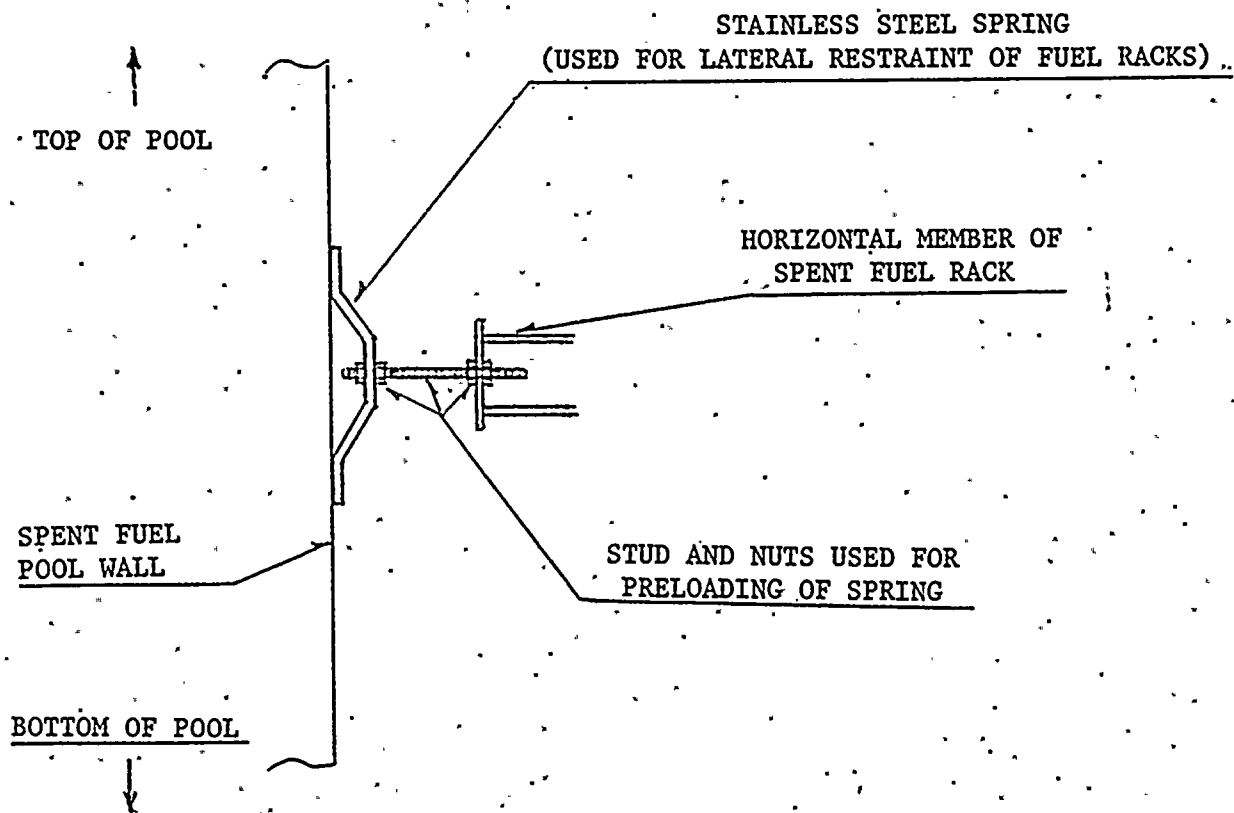 STAINLESS STEEL SPRING
(USED FOR LATERAL RESTRAINT OF FUEL RACKS)
TOP OF POOL
HORIZONTAL MEMBER OF
SPENT FUEL RACK
SPENT FUEL
POOL WALL
STUD AND NUTS USED FOR
PRELOADING OF SPRING
BOTTOM OF POOL